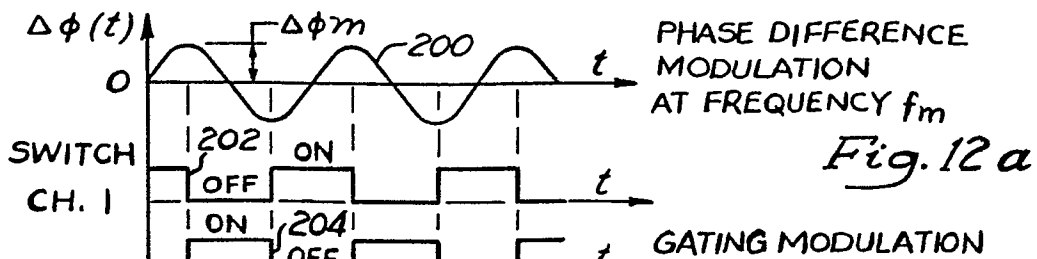 Δϕ(t)
Δϕm
200
t
0
PHASE DIFFERENCE
MODULATION
AT FREQUENCY fm
Fig. 12a
SWITCH
CH. 1
202
OFF
ON
t
ON
204
OFF
t
GATING MODULATION